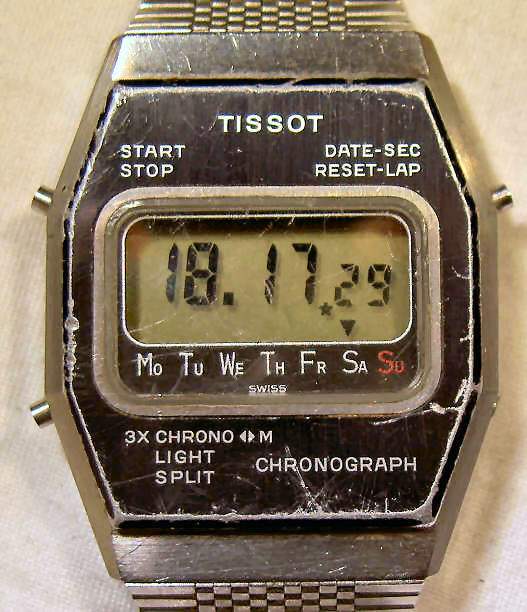 TISSOT
START DATE-SEC
STOP RESET-LAP
18.17 29
Mo Tu We Th Fr Sa Su
SWISS
3X CHRONO M
LIGHT
SPLIT
CHRONOGRAPH